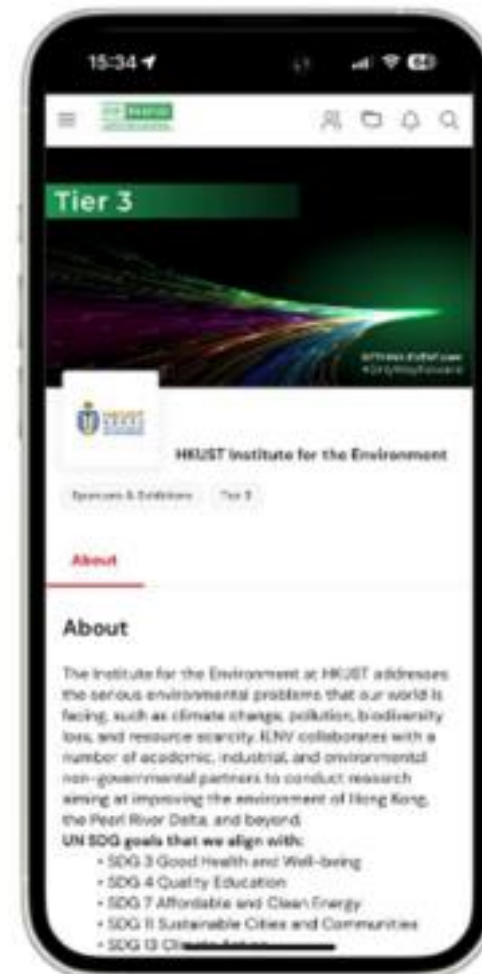 15:34
Tier 3
#OnlyWayForward
HKUST
HKUST Institute for the Environment
Sponsors & Exhibitors Tier 3
About
About
The Institute for the Environment at HKUST addresses
the serious environmental problems that our world is
facing, such as climate change, pollution, biodiversity
loss, and resource scarcity. IENV collaborates with a
number of academic, industrial, and environmental
non-governmental partners to conduct research
aiming at improving the environment of Hong Kong,
the Pearl River Delta, and beyond.
UN SDG goals that we align with:
• SDG 3 Good Health and Well-being
• SDG 4 Quality Education
• SDG 7 Affordable and Clean Energy
• SDG 11 Sustainable Cities and Communities
• SDG 13 Climate Action